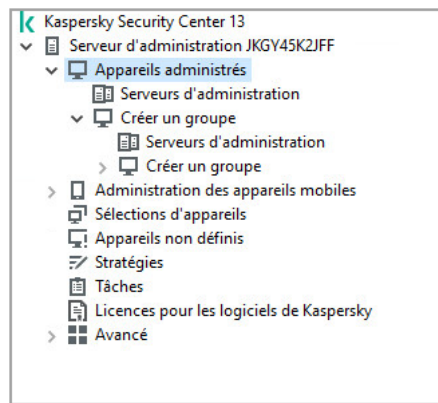 Kaspersky Security Center 13
Serveur d'administration JKGY45K2JFF
Appareils administrés
Serveurs d'administration
Créer un groupe
Serveurs d'administration
Créer un groupe
Administration des appareils mobiles
Sélections d'appareils
Appareils non définis
Stratégies
Tâches
Licences pour les logiciels de Kaspersky
Avancé